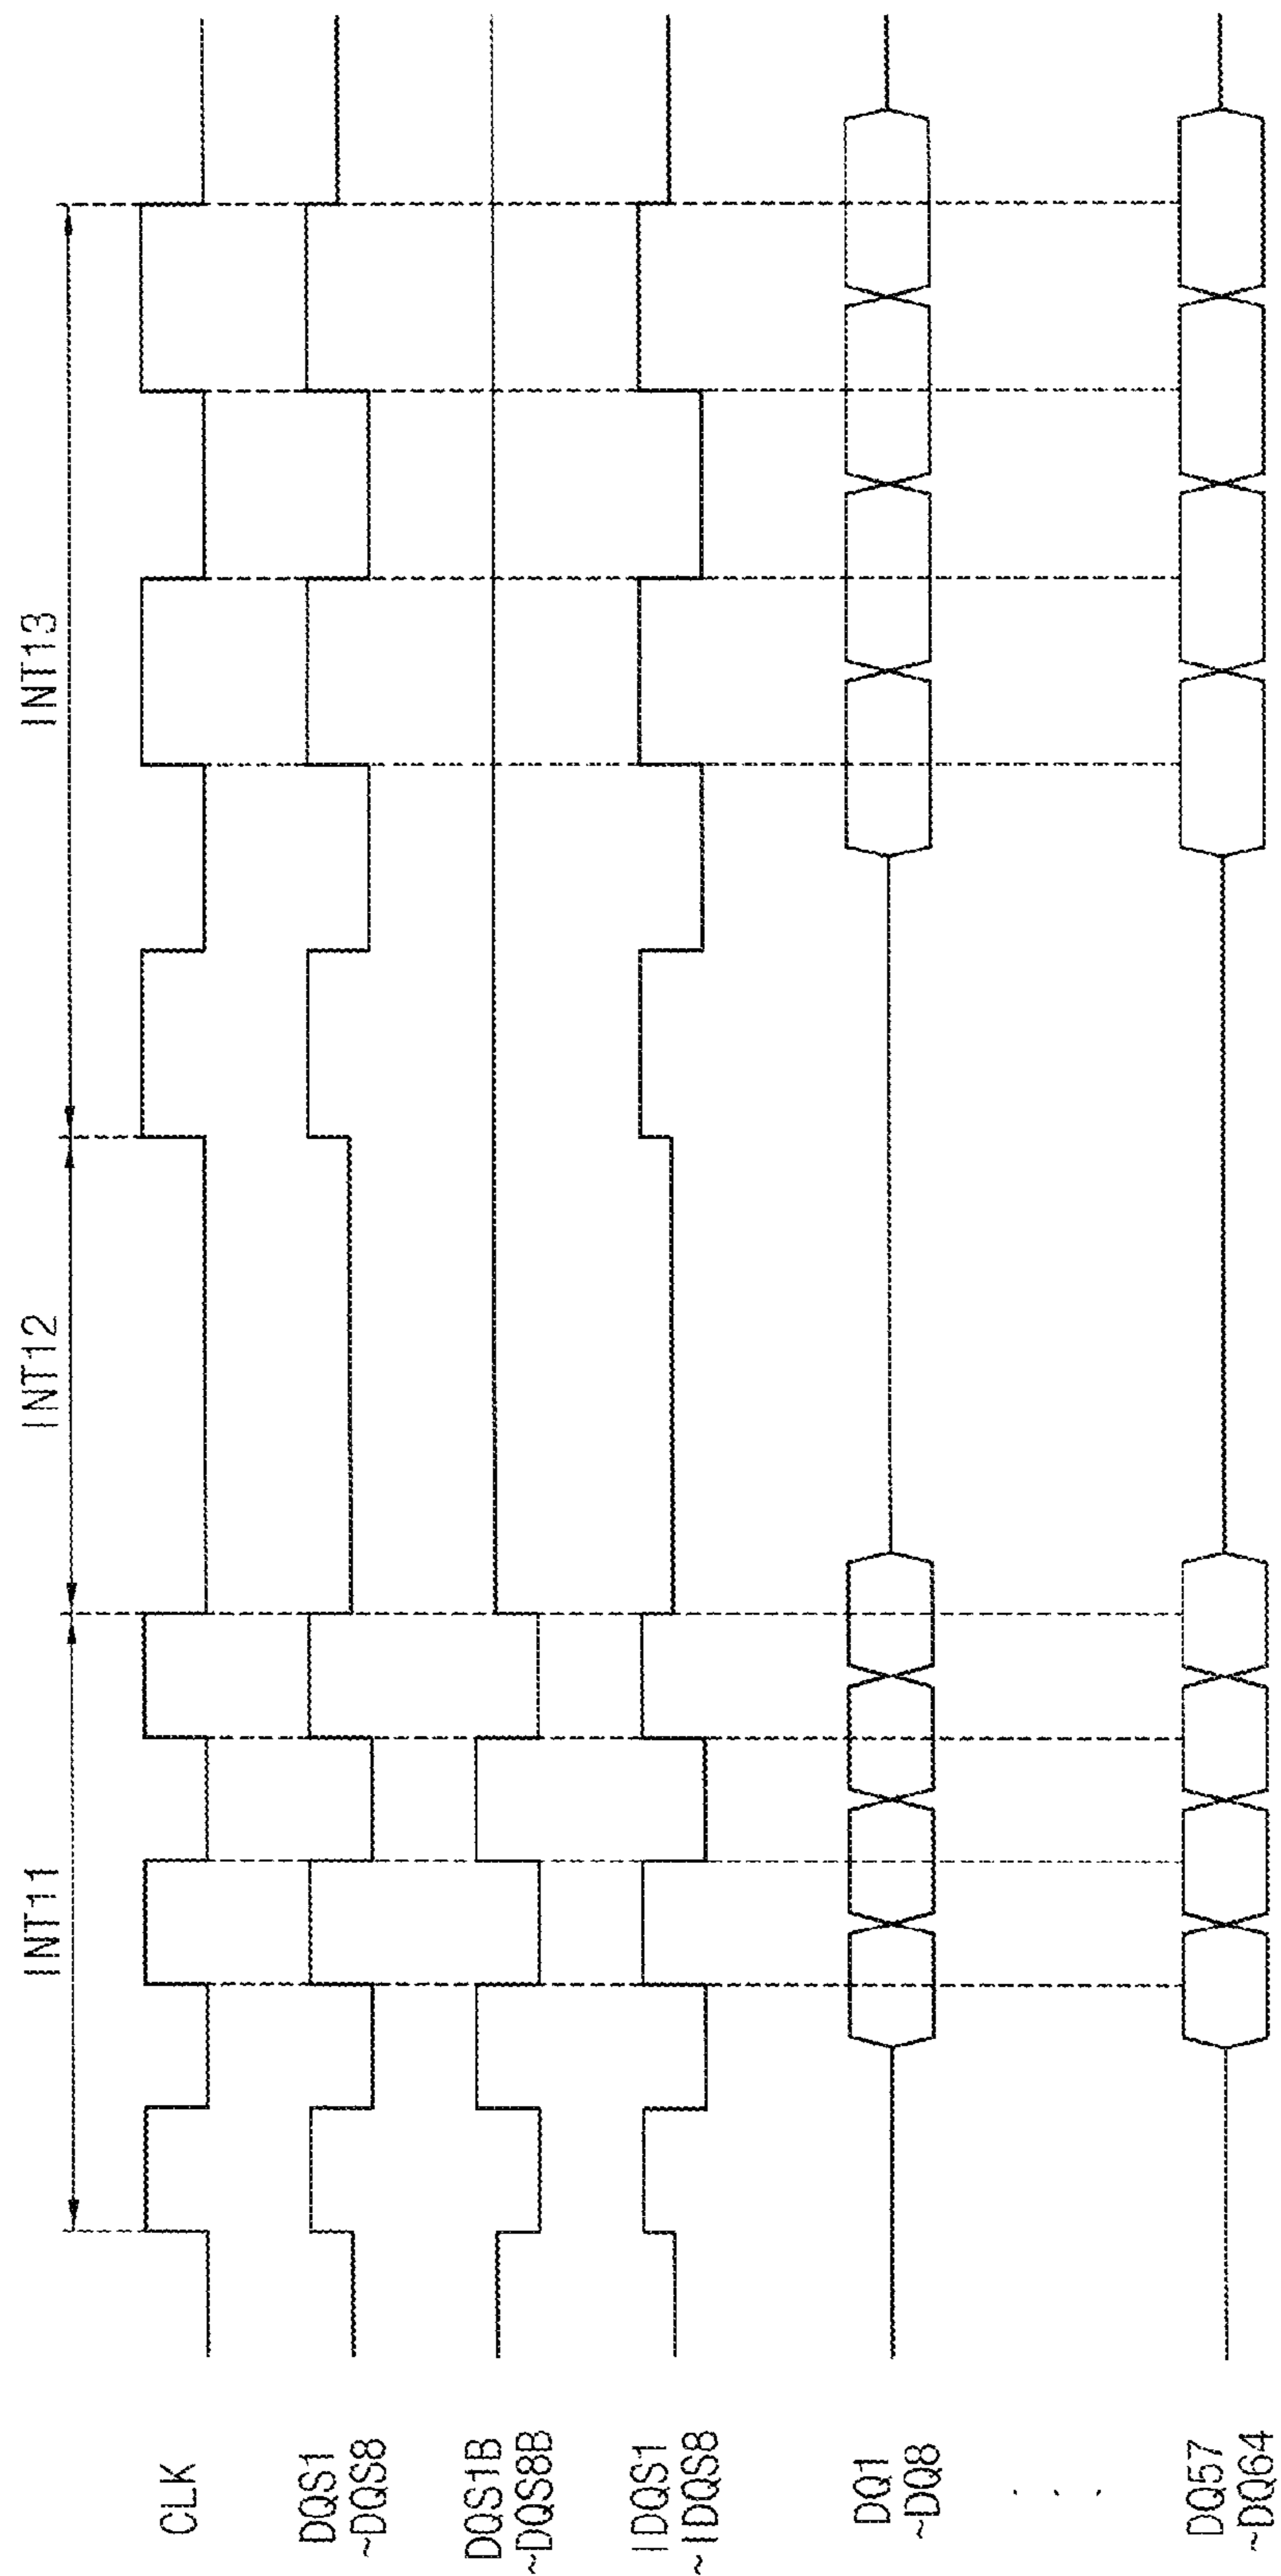 INT11
INT12
INT13
CLK
DQS1
~DQS8
DQS1B
~DQS8B
IDQS1
~IDQS8
DQ1
~DQ8
. . .
DQ57
~DQ64